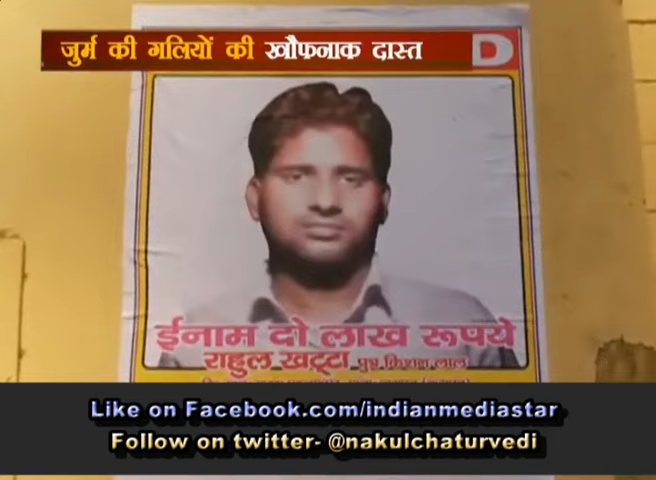 जुर्म की गलियों की खौफनाक दास्त
D
ईनाम दो लाख रूपये
राहुल खट्टा पुत्र किशन लाल
Like on Facebook.com/indianmediastar
Follow on twitter- @nakulchaturvedi